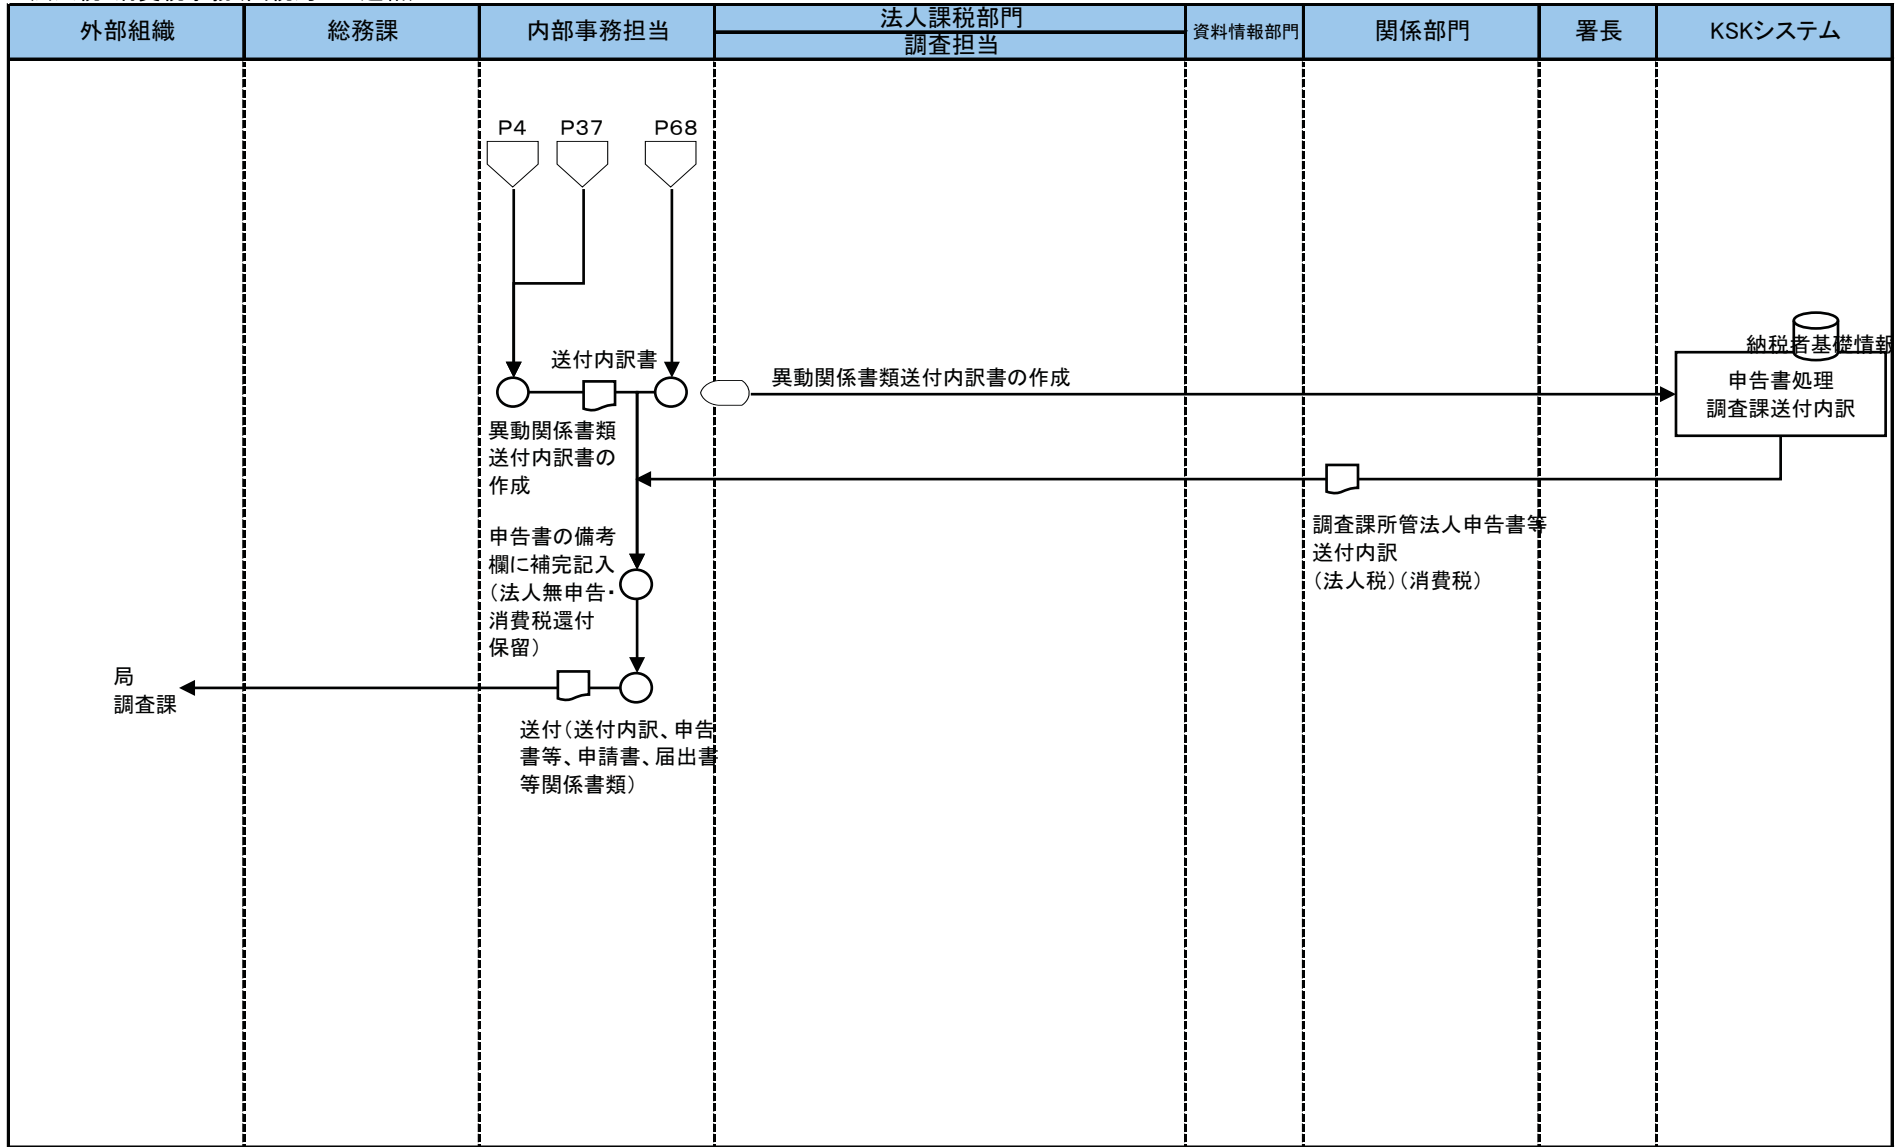 外部組織
総務課
内部事務担当
法人課税部門
調査担当
資料情報部門
関係部門
署長
KSKシステム
P4
P37
P68
送付内訳書
異動関係書類送付内訳書の作成
納税者基礎情報
申告書処理
調査課送付内訳
異動関係書類
送付内訳書の
作成
申告書の備考
欄に補完記入
(法人無申告・
消費税還付
保留)
調査課所管法人申告書等
送付内訳
(法人税)(消費税)
局
調査課
送付(送付内訳、申告
書等、申請書、届出書
等関係書類)